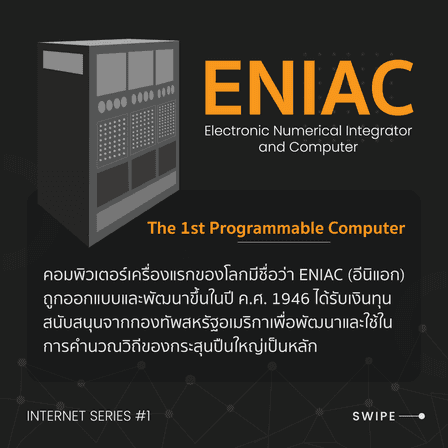 ENIAC
Electronic Numerical Integrator
and Computer
The 1st Programmable Computer
คอมพิวเตอร์เครื่องแรกของโลกมีชื่อว่า ENIAC (อีนิแอก)
ถูกออกแบบและพัฒนาขึ้นในปี ค.ศ. 1946 ได้รับเงินทุน
สนับสนุนจากกองทัพสหรัฐอเมริกาเพื่อพัฒนาและใช้ใน
การคำนวณวิถีของกระสุนปืนใหญ่เป็นหลัก
INTERNET SERIES #1
SWIPE